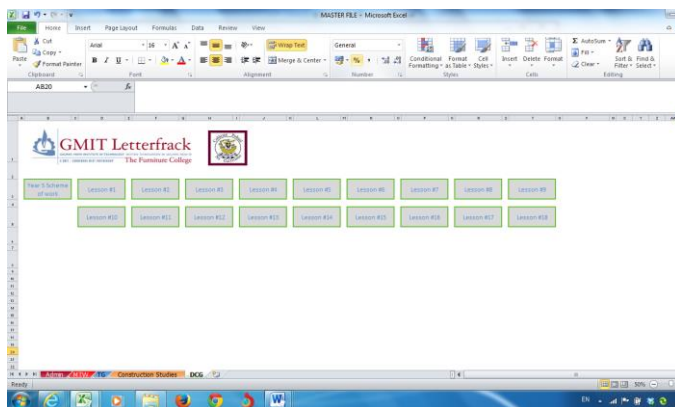 MASTER FILE - Microsoft Excel
File Home Insert Page Layout Formulas Data Review View
Cut
Copy
Format Painter
Paste
Clipboard
Arial 16
B I U
Font
Wrap Text
Merge & Center
Alignment
General
Number
Conditional Formatting
Format as Table
Cell Styles
Styles
Insert Delete Format
Cells
AutoSum
Fill
Clear
Sort & Filter
Find & Select
Editing
AB20 fx
GMIT Letterfrack
The Furniture College
Year 5 Scheme of work
Lesson #1 Lesson #2 Lesson #3 Lesson #4 Lesson #5 Lesson #6 Lesson #7 Lesson #8 Lesson #9
Lesson #10 Lesson #11 Lesson #12 Lesson #13 Lesson #14 Lesson #15 Lesson #16 Lesson #17 Lesson #18
Admin TG Construction Studies DCG
Ready 50%
EN